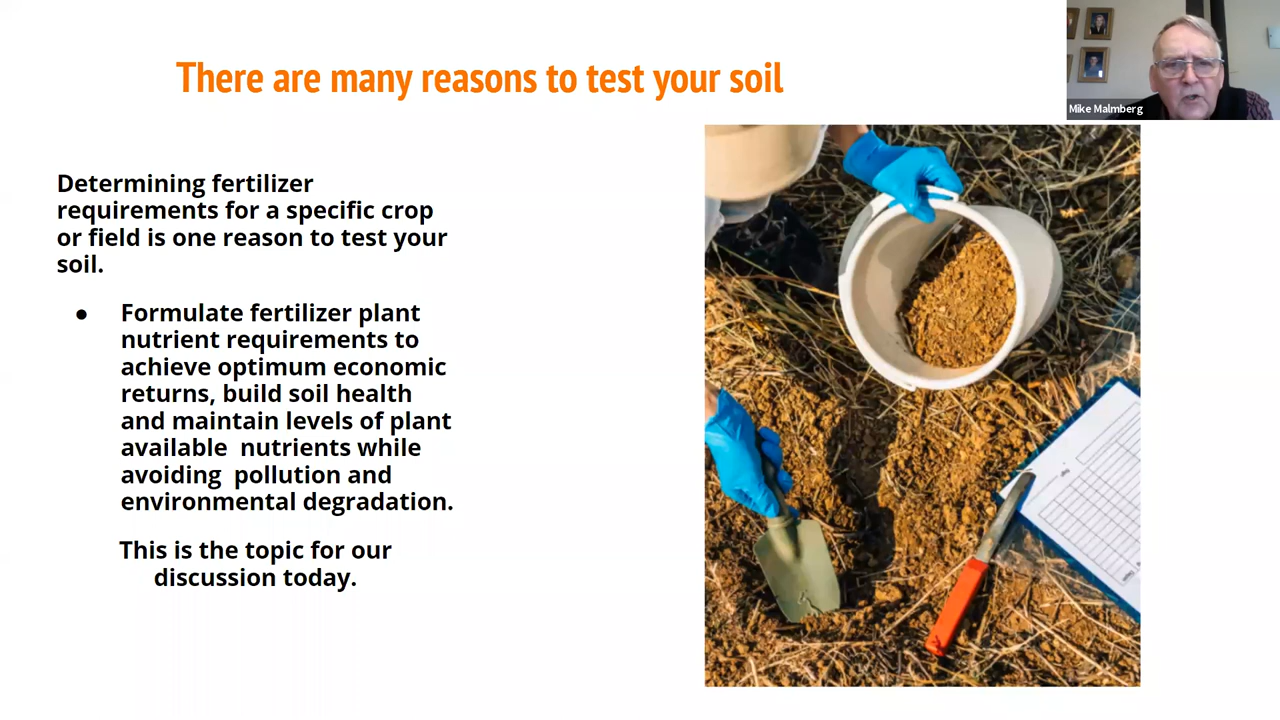 There are many reasons to test your soil
Mike Malmberg
Determining fertilizer
requirements for a specific crop
or field is one reason to test your
soil.
● Formulate fertilizer plant
nutrient requirements to
achieve optimum economic
returns, build soil health
and maintain levels of plant
available nutrients while
avoiding pollution and
environmental degradation.
This is the topic for our
discussion today.